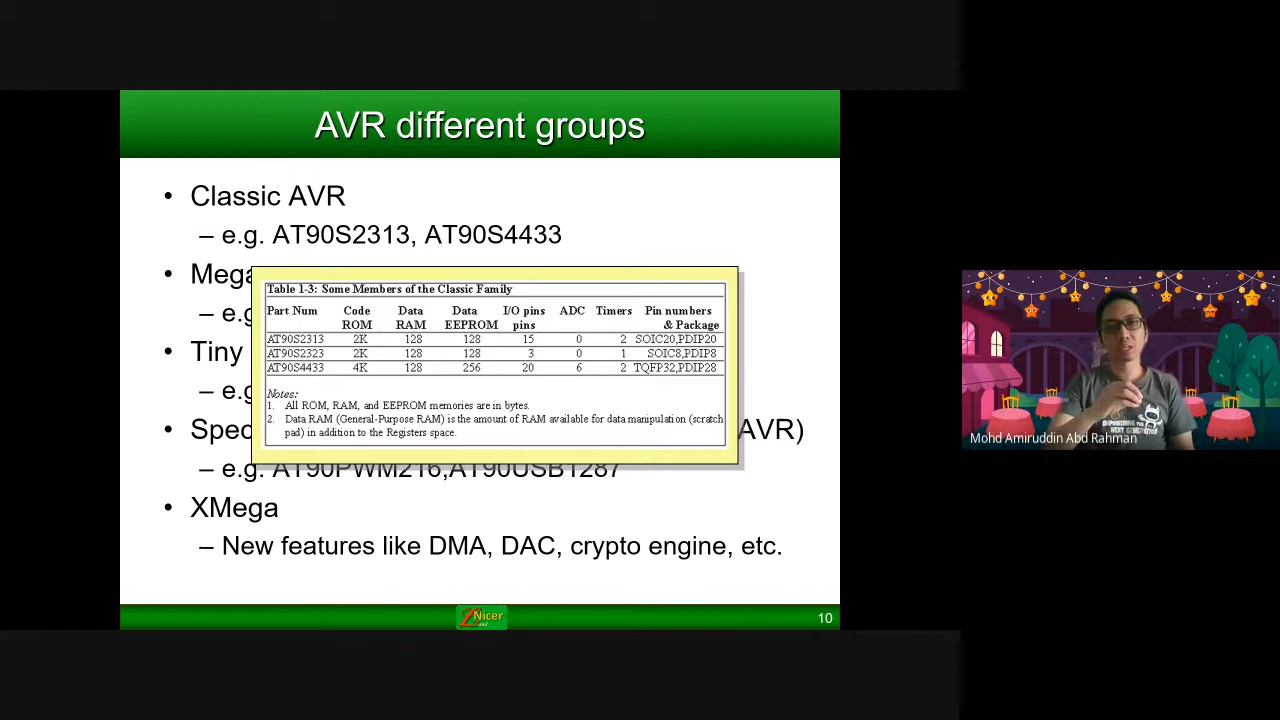 AVR different groups
• Classic AVR
– e.g. AT90S2313, AT90S4433
• Mega
– e.g
• Tiny
– e.g
• Spec AVR)
– e.g. AT90PWM216,AT90USB1287
• XMega
– New features like DMA, DAC, crypto engine, etc.
Table 1-3: Some Members of the Classic Family
Part Num Code ROM Data RAM Data EEPROM I/O pins pins ADC Timers Pin numbers & Package
AT90S2313 2K 128 128 15 0 2 SOIC20,PDIP20
AT90S2323 2K 128 128 3 0 1 SOIC8,PDIP8
AT90S4433 4K 128 256 20 6 2 TQFP32,PDIP28
Notes:
1. All ROM, RAM, and EEPROM memories are in bytes.
2. Data RAM (General-Purpose RAM) is the amount of RAM available for data manipulation (scratch
pad) in addition to the Registers space.
Nicer
Land
10
Mohd Amiruddin Abd Rahman